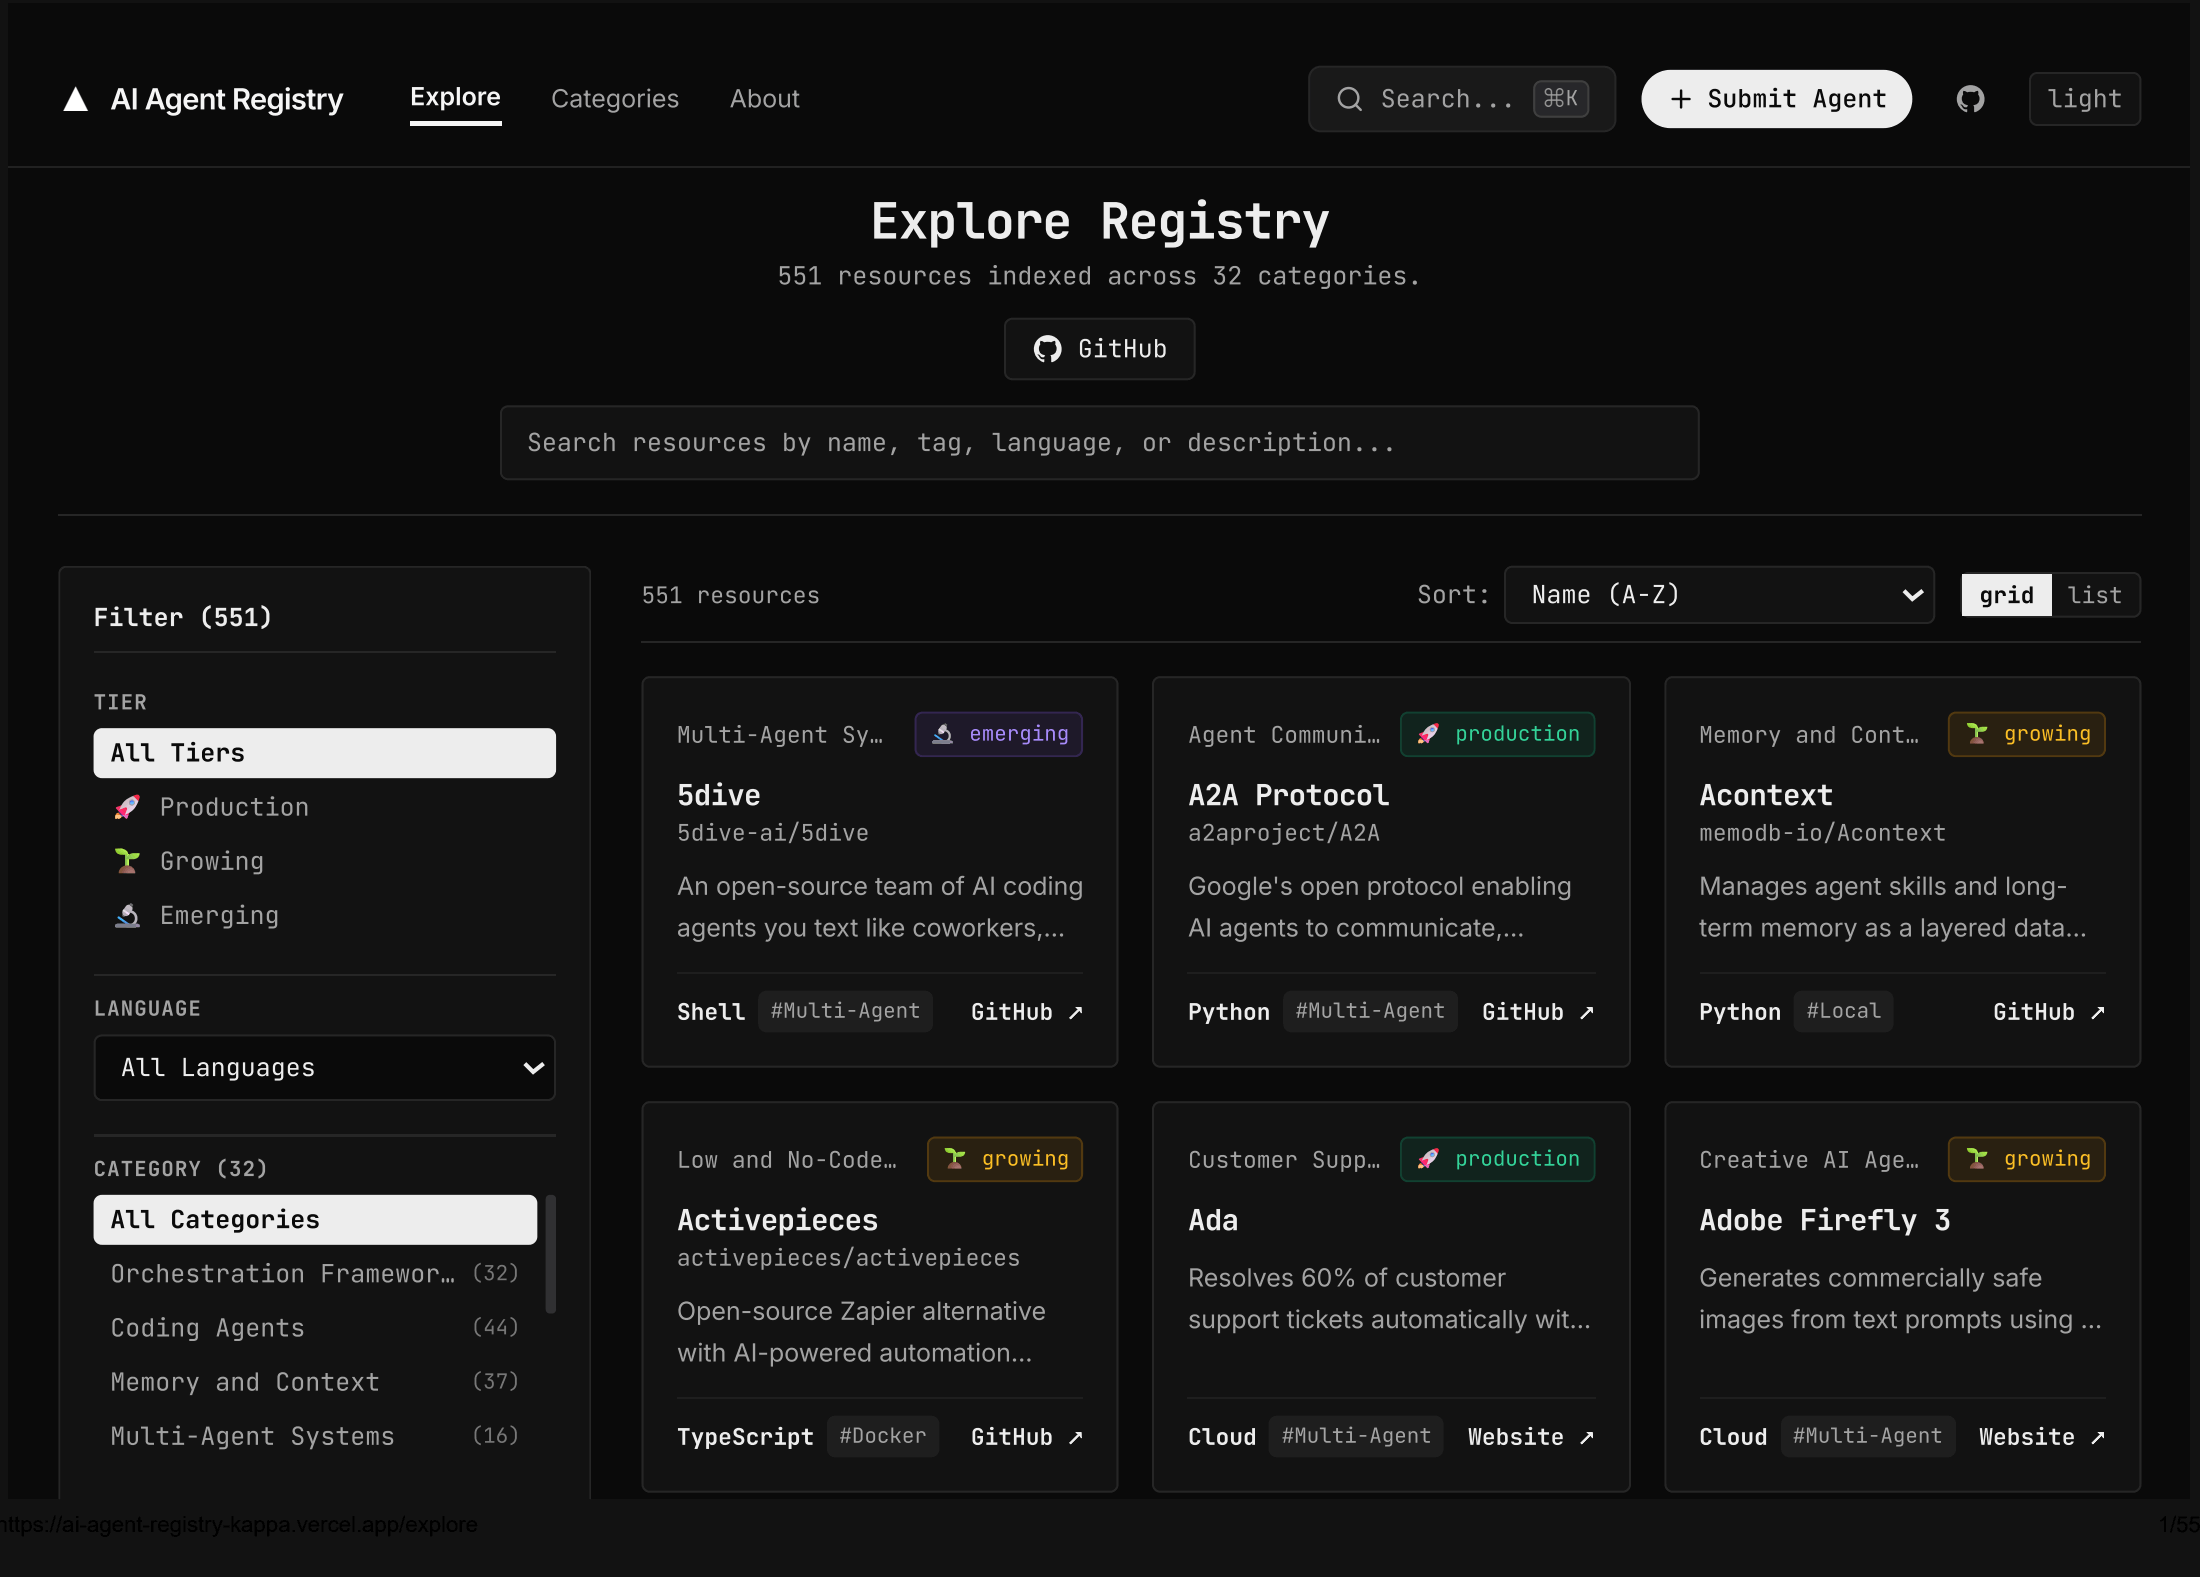 AI Agent Registry
Explore
Categories
About
Search...
⌘K
+ Submit Agent
light
Explore Registry
551 resources indexed across 32 categories.
GitHub
Search resources by name, tag, language, or description...
Filter (551)
TIER
All Tiers
Production
Growing
Emerging
LANGUAGE
All Languages
CATEGORY (32)
All Categories
Orchestration Framewor… (32)
Coding Agents (44)
Memory and Context (37)
Multi-Agent Systems (16)
551 resources
Sort: Name (A-Z)
grid list
Multi-Agent Sy… emerging
5dive
5dive-ai/5dive
An open-source team of AI coding
agents you text like coworkers,...
Shell #Multi-Agent GitHub ↗
Agent Communi… production
A2A Protocol
a2aproject/A2A
Google's open protocol enabling
AI agents to communicate,...
Python #Multi-Agent GitHub ↗
Memory and Cont… growing
Acontext
memodb-io/Acontext
Manages agent skills and long-
term memory as a layered data...
Python #Local GitHub ↗
Low and No-Code… growing
Activepieces
activepieces/activepieces
Open-source Zapier alternative
with AI-powered automation...
TypeScript #Docker GitHub ↗
Customer Supp… production
Ada
Resolves 60% of customer
support tickets automatically wit...
Cloud #Multi-Agent Website ↗
Creative AI Age… growing
Adobe Firefly 3
Generates commercially safe
images from text prompts using ...
Cloud #Multi-Agent Website ↗
https://ai-agent-registry-kappa.vercel.app/explore
1/55